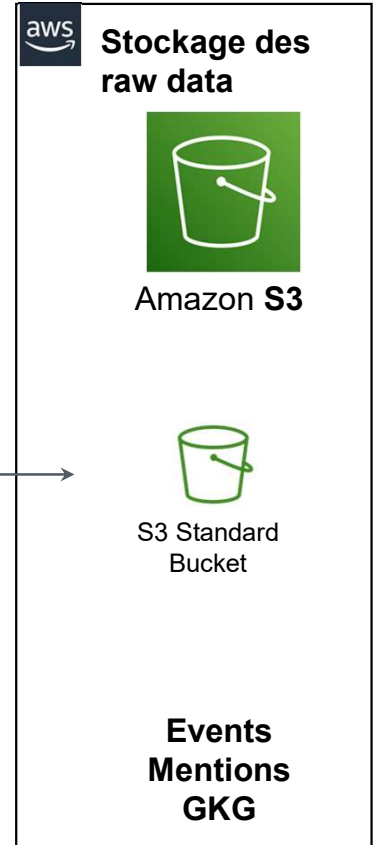 aws
Stockage des
raw data
Amazon S3
S3 Standard
Bucket
Events
Mentions
GKG